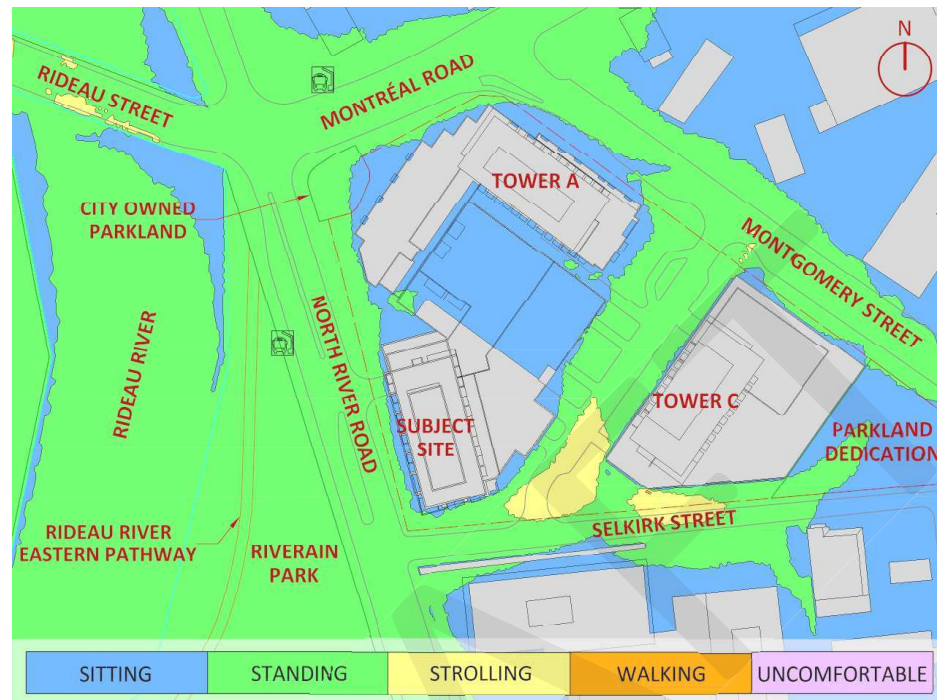 N
RIDEAU STREET
MONTRÉAL ROAD
TOWER A
CITY OWNED
PARKLAND
MONTGOMERY STREET
NORTH RIVER ROAD
RIDEAU RIVER
SUBJECT
SITE
TOWER C
PARKLAND
DEDICATION
SELKIRK STREET
RIDEAU RIVER
EASTERN PATHWAY
RIVERAIN
PARK
SITTING
STANDING
STROLLING
WALKING
UNCOMFORTABLE